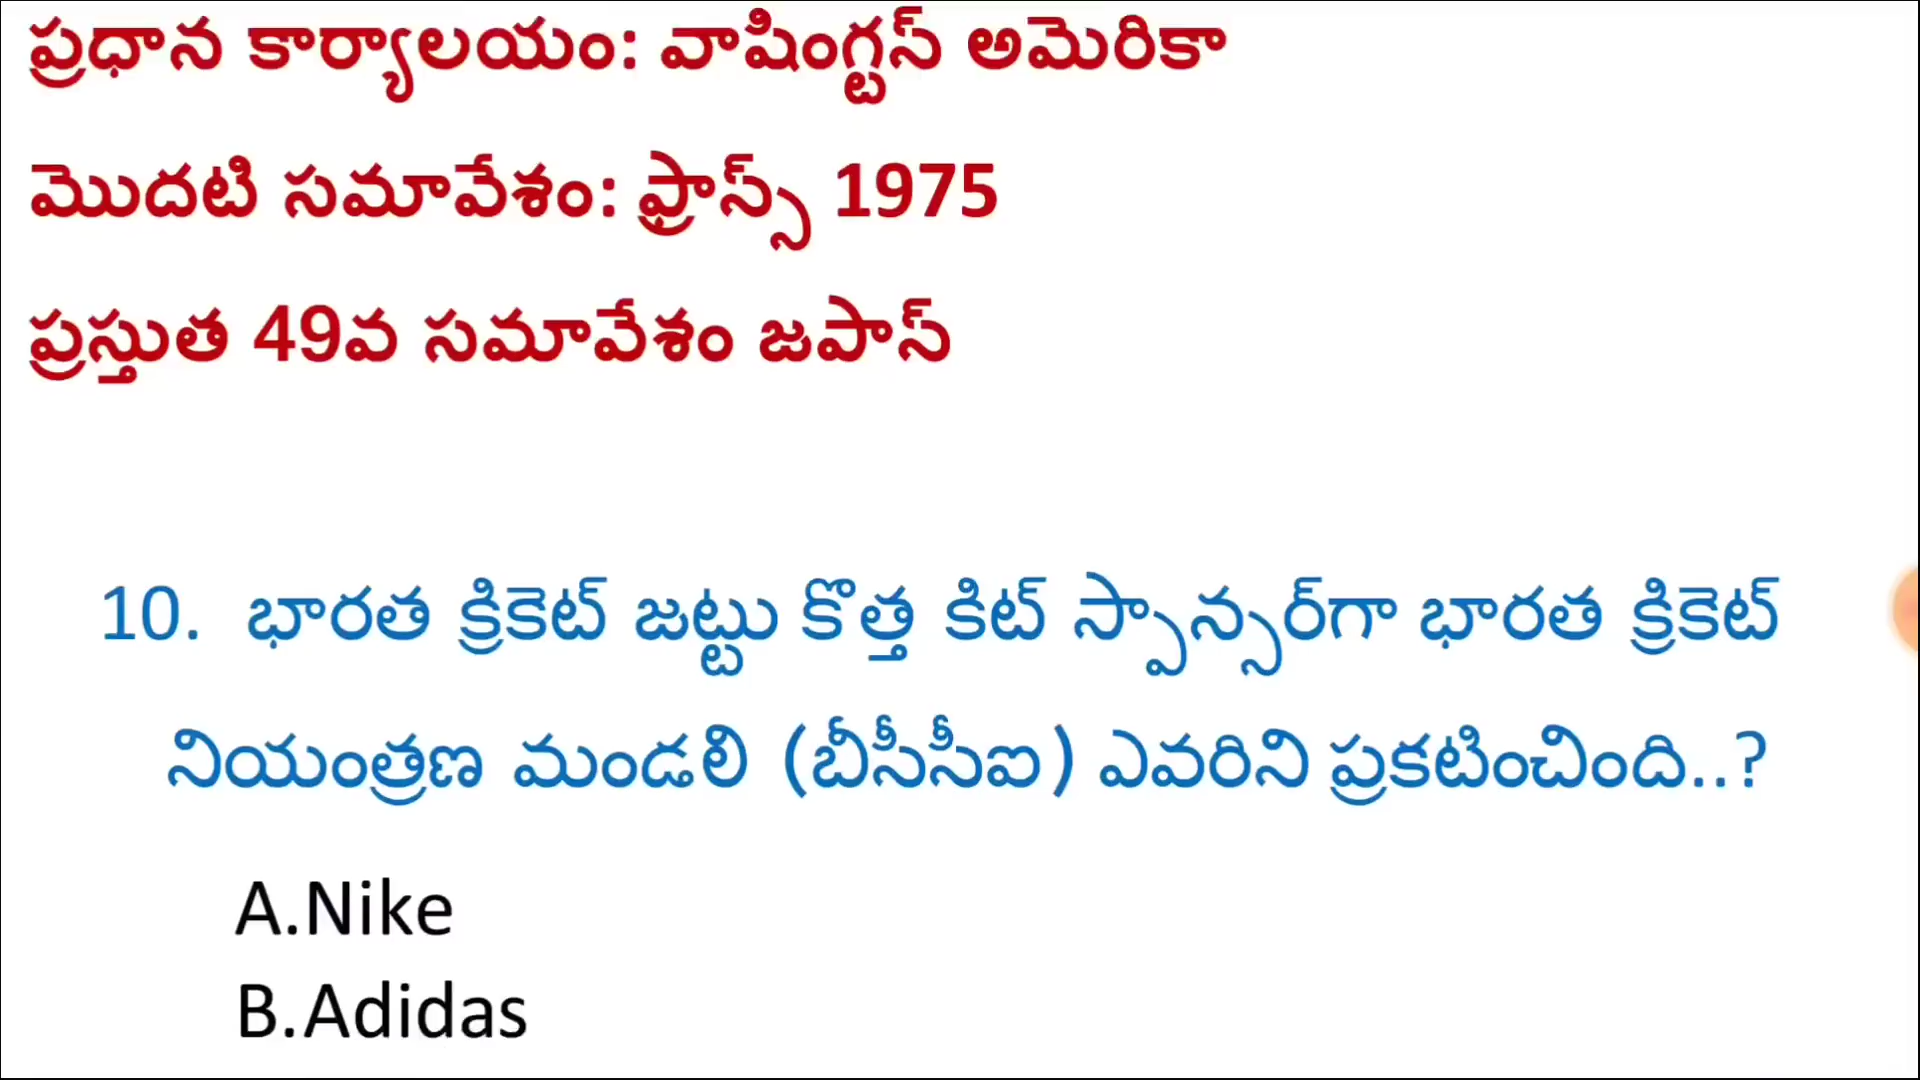 ప్రధాన కార్యాలయం: వాషింగ్టన్ అమెరికా
మొదటి సమావేశం: ఫ్రాన్స్ 1975
ప్రస్తుత 49వ సమావేశం జపాన్
10. భారత క్రికెట్ జట్టు కొత్త కిట్ స్పాన్సర్‌గా భారత క్రికెట్
నియంత్రణ మండలి (బీసీసీఐ) ఎవరిని ప్రకటించింది..?
A.Nike
B.Adidas